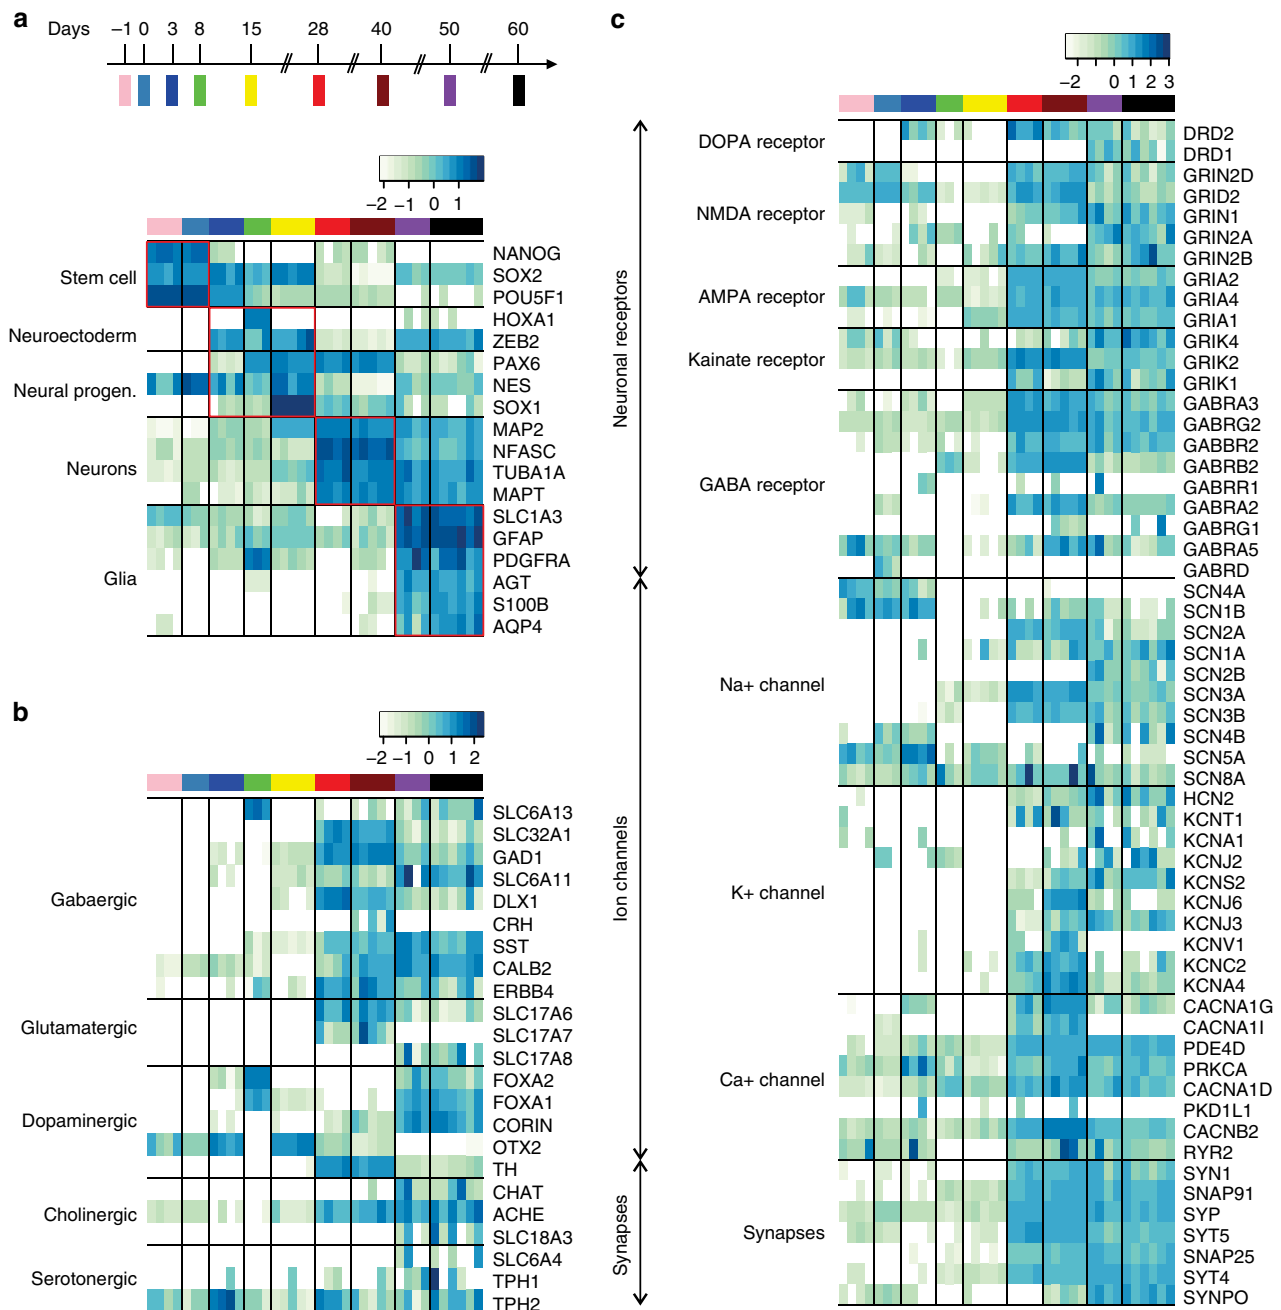 a
Days −1 0 3 8 15 28 40 50 60
−2 −1 0 1
Stem cell
NANOG
SOX2
POU5F1
Neuroectoderm
HOXA1
ZEB2
Neural progen.
PAX6
NES
SOX1
Neurons
MAP2
NFASC
TUBA1A
MAPT
Glia
SLC1A3
GFAP
PDGFRA
AGT
S100B
AQP4
b
−2 −1 0 1 2
Gabaergic
SLC6A13
SLC32A1
GAD1
SLC6A11
DLX1
CRH
SST
CALB2
ERBB4
Glutamatergic
SLC17A6
SLC17A7
SLC17A8
Dopaminergic
FOXA2
FOXA1
CORIN
OTX2
TH
Cholinergic
CHAT
ACHE
SLC18A3
Serotonergic
SLC6A4
TPH1
TPH2
c
−2 0 1 2 3
Neuronal receptors
DOPA receptor
DRD2
DRD1
NMDA receptor
GRIN2D
GRID2
GRIN1
GRIN2A
GRIN2B
AMPA receptor
GRIA2
GRIA4
GRIA1
Kainate receptor
GRIK4
GRIK2
GRIK1
GABA receptor
GABRA3
GABRG2
GABBR2
GABRB2
GABRR1
GABRA2
GABRG1
GABRA5
GABRD
Ion channels
Na+ channel
SCN4A
SCN1B
SCN2A
SCN1A
SCN2B
SCN3A
SCN3B
SCN4B
SCN5A
SCN8A
K+ channel
HCN2
KCNT1
KCNA1
KCNJ2
KCNS2
KCNJ6
KCNJ3
KCNV1
KCNC2
KCNA4
Ca+ channel
CACNA1G
CACNA1I
PDE4D
PRKCA
CACNA1D
PKD1L1
CACNB2
RYR2
Synapses
Synapses
SYN1
SNAP91
SYP
SYT5
SNAP25
SYT4
SYNPO